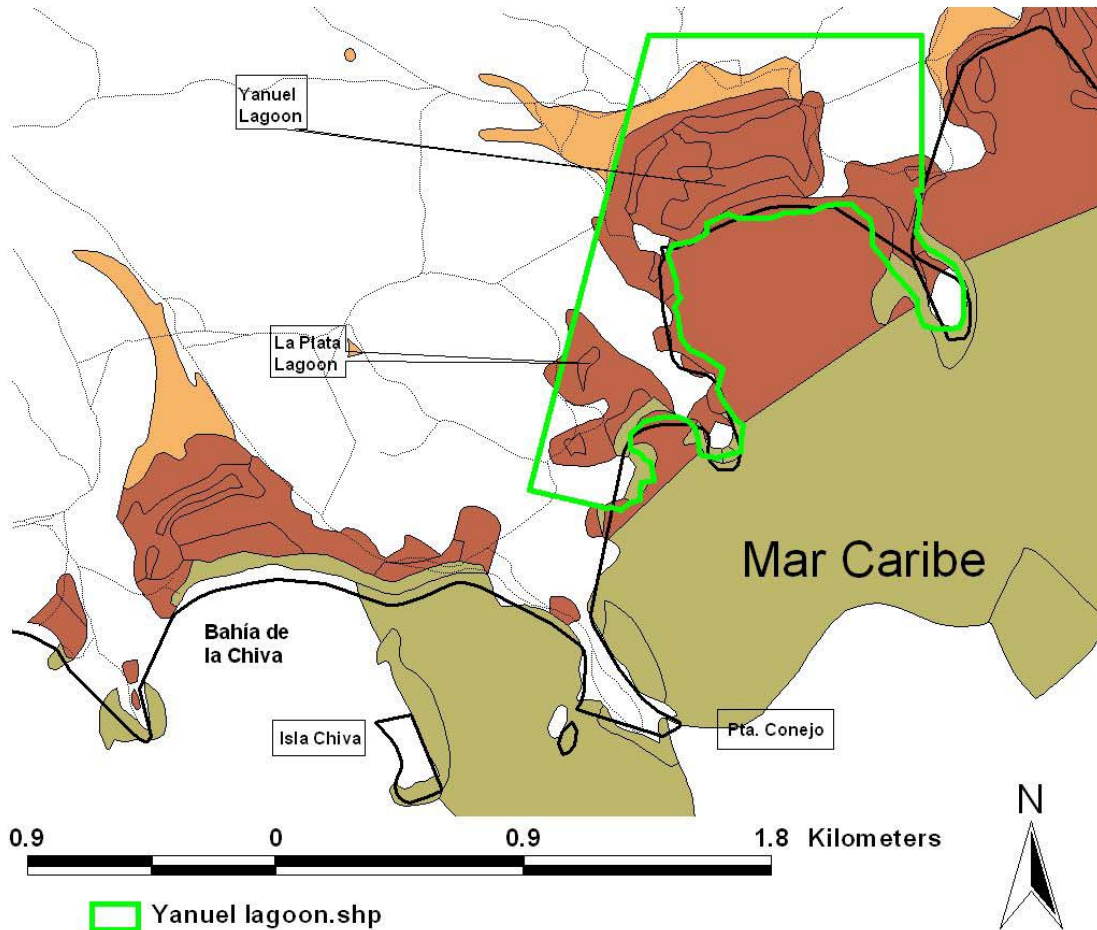 Yanuel
Lagoon
La Plata
Lagoon
Mar Caribe
Bahía de
la Chiva
Isla Chiva
Pta. Conejo
N
0.9 0 0.9 1.8 Kilometers
Yanuel lagoon.shp